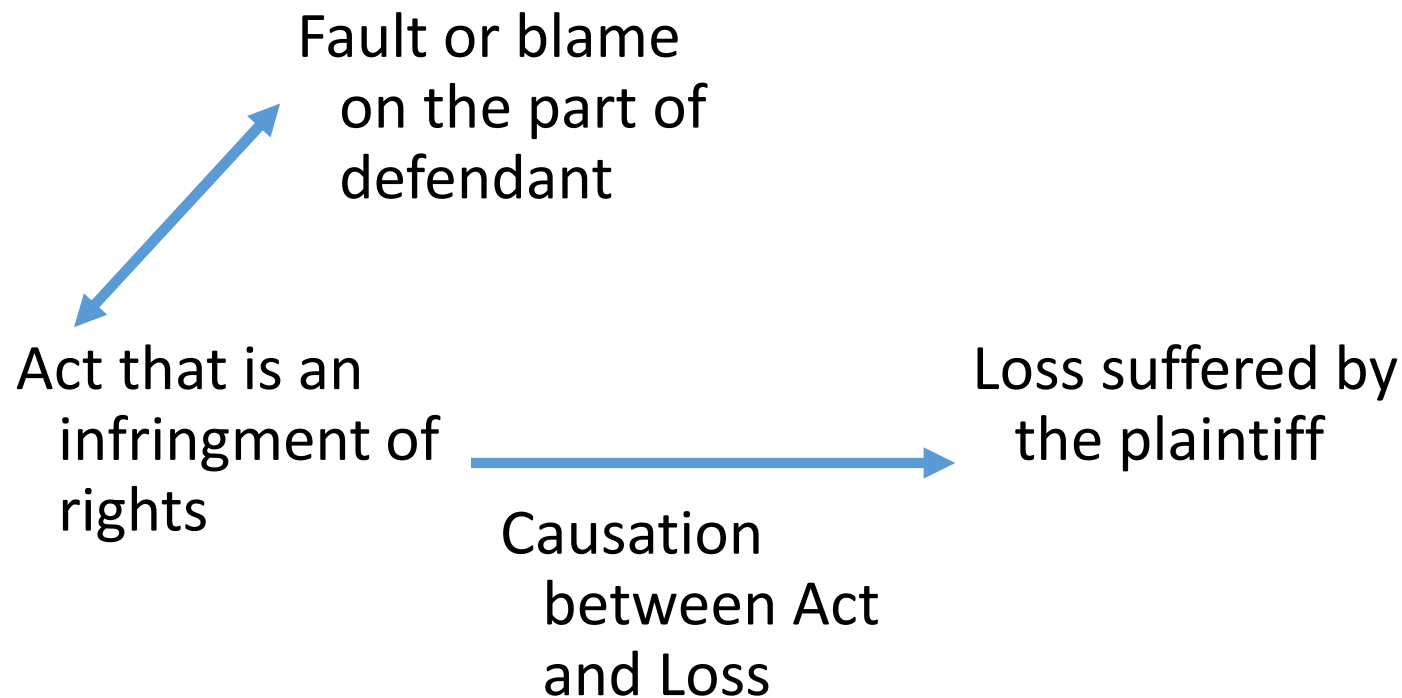 Fault or blame
on the part of
defendant
Act that is an
infringment of
rights
Loss suffered by
the plaintiff
Causation
between Act
and Loss